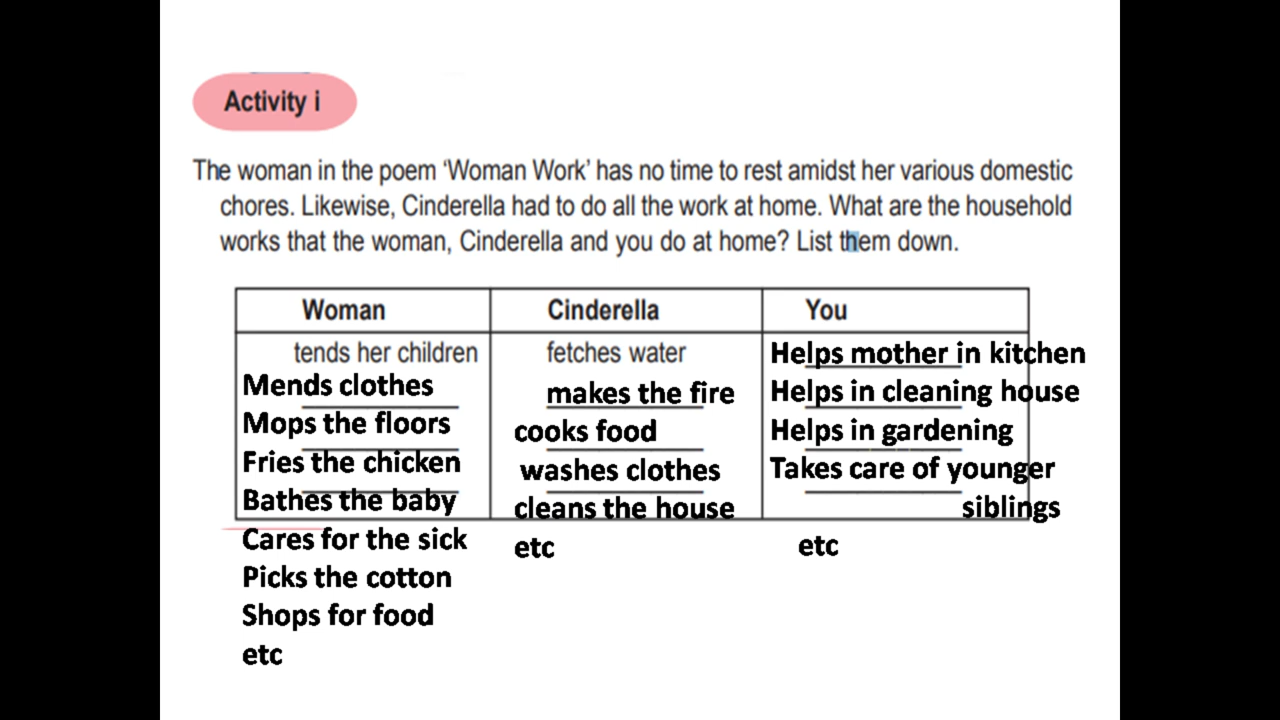 Activity i
The woman in the poem ‘Woman Work’ has no time to rest amidst her various domestic
chores. Likewise, Cinderella had to do all the work at home. What are the household
works that the woman, Cinderella and you do at home? List them down.
Woman
tends her children
Mends clothes
Mops the floors
Fries the chicken
Bathes the baby
Cares for the sick
Picks the cotton
Shops for food
etc
Cinderella
fetches water
makes the fire
cooks food
washes clothes
cleans the house
etc
You
Helps mother in kitchen
Helps in cleaning house
Helps in gardening
Takes care of younger
siblings
etc